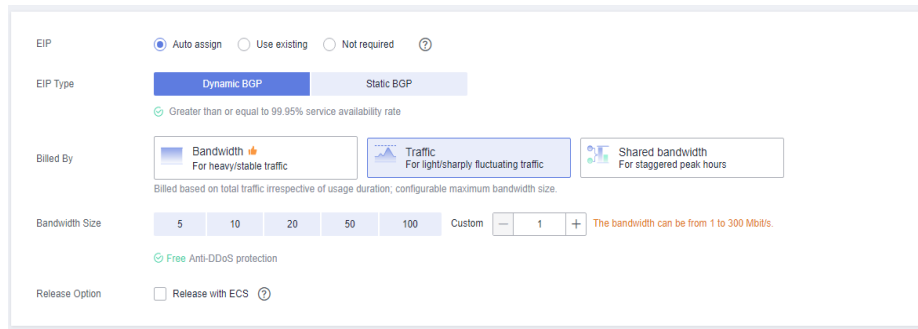 EIP
Auto assign
Use existing
Not required
?
EIP Type
Dynamic BGP
Static BGP
Greater than or equal to 99.95% service availability rate
Billed By
Bandwidth
For heavy/stable traffic
Traffic
For light/sharply fluctuating traffic
Shared bandwidth
For staggered peak hours
Billed based on total traffic irrespective of usage duration; configurable maximum bandwidth size.
Bandwidth Size
5 10 20 50 100 Custom − 1 + The bandwidth can be from 1 to 300 Mbit/s.
Free Anti-DDoS protection
Release Option
Release with ECS ?